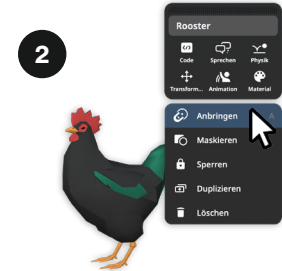 2
Rooster
Code Sprechen Physik
Transform... Animation Material
Anbringen A
Maskieren
Sperren
Duplizieren
Löschen